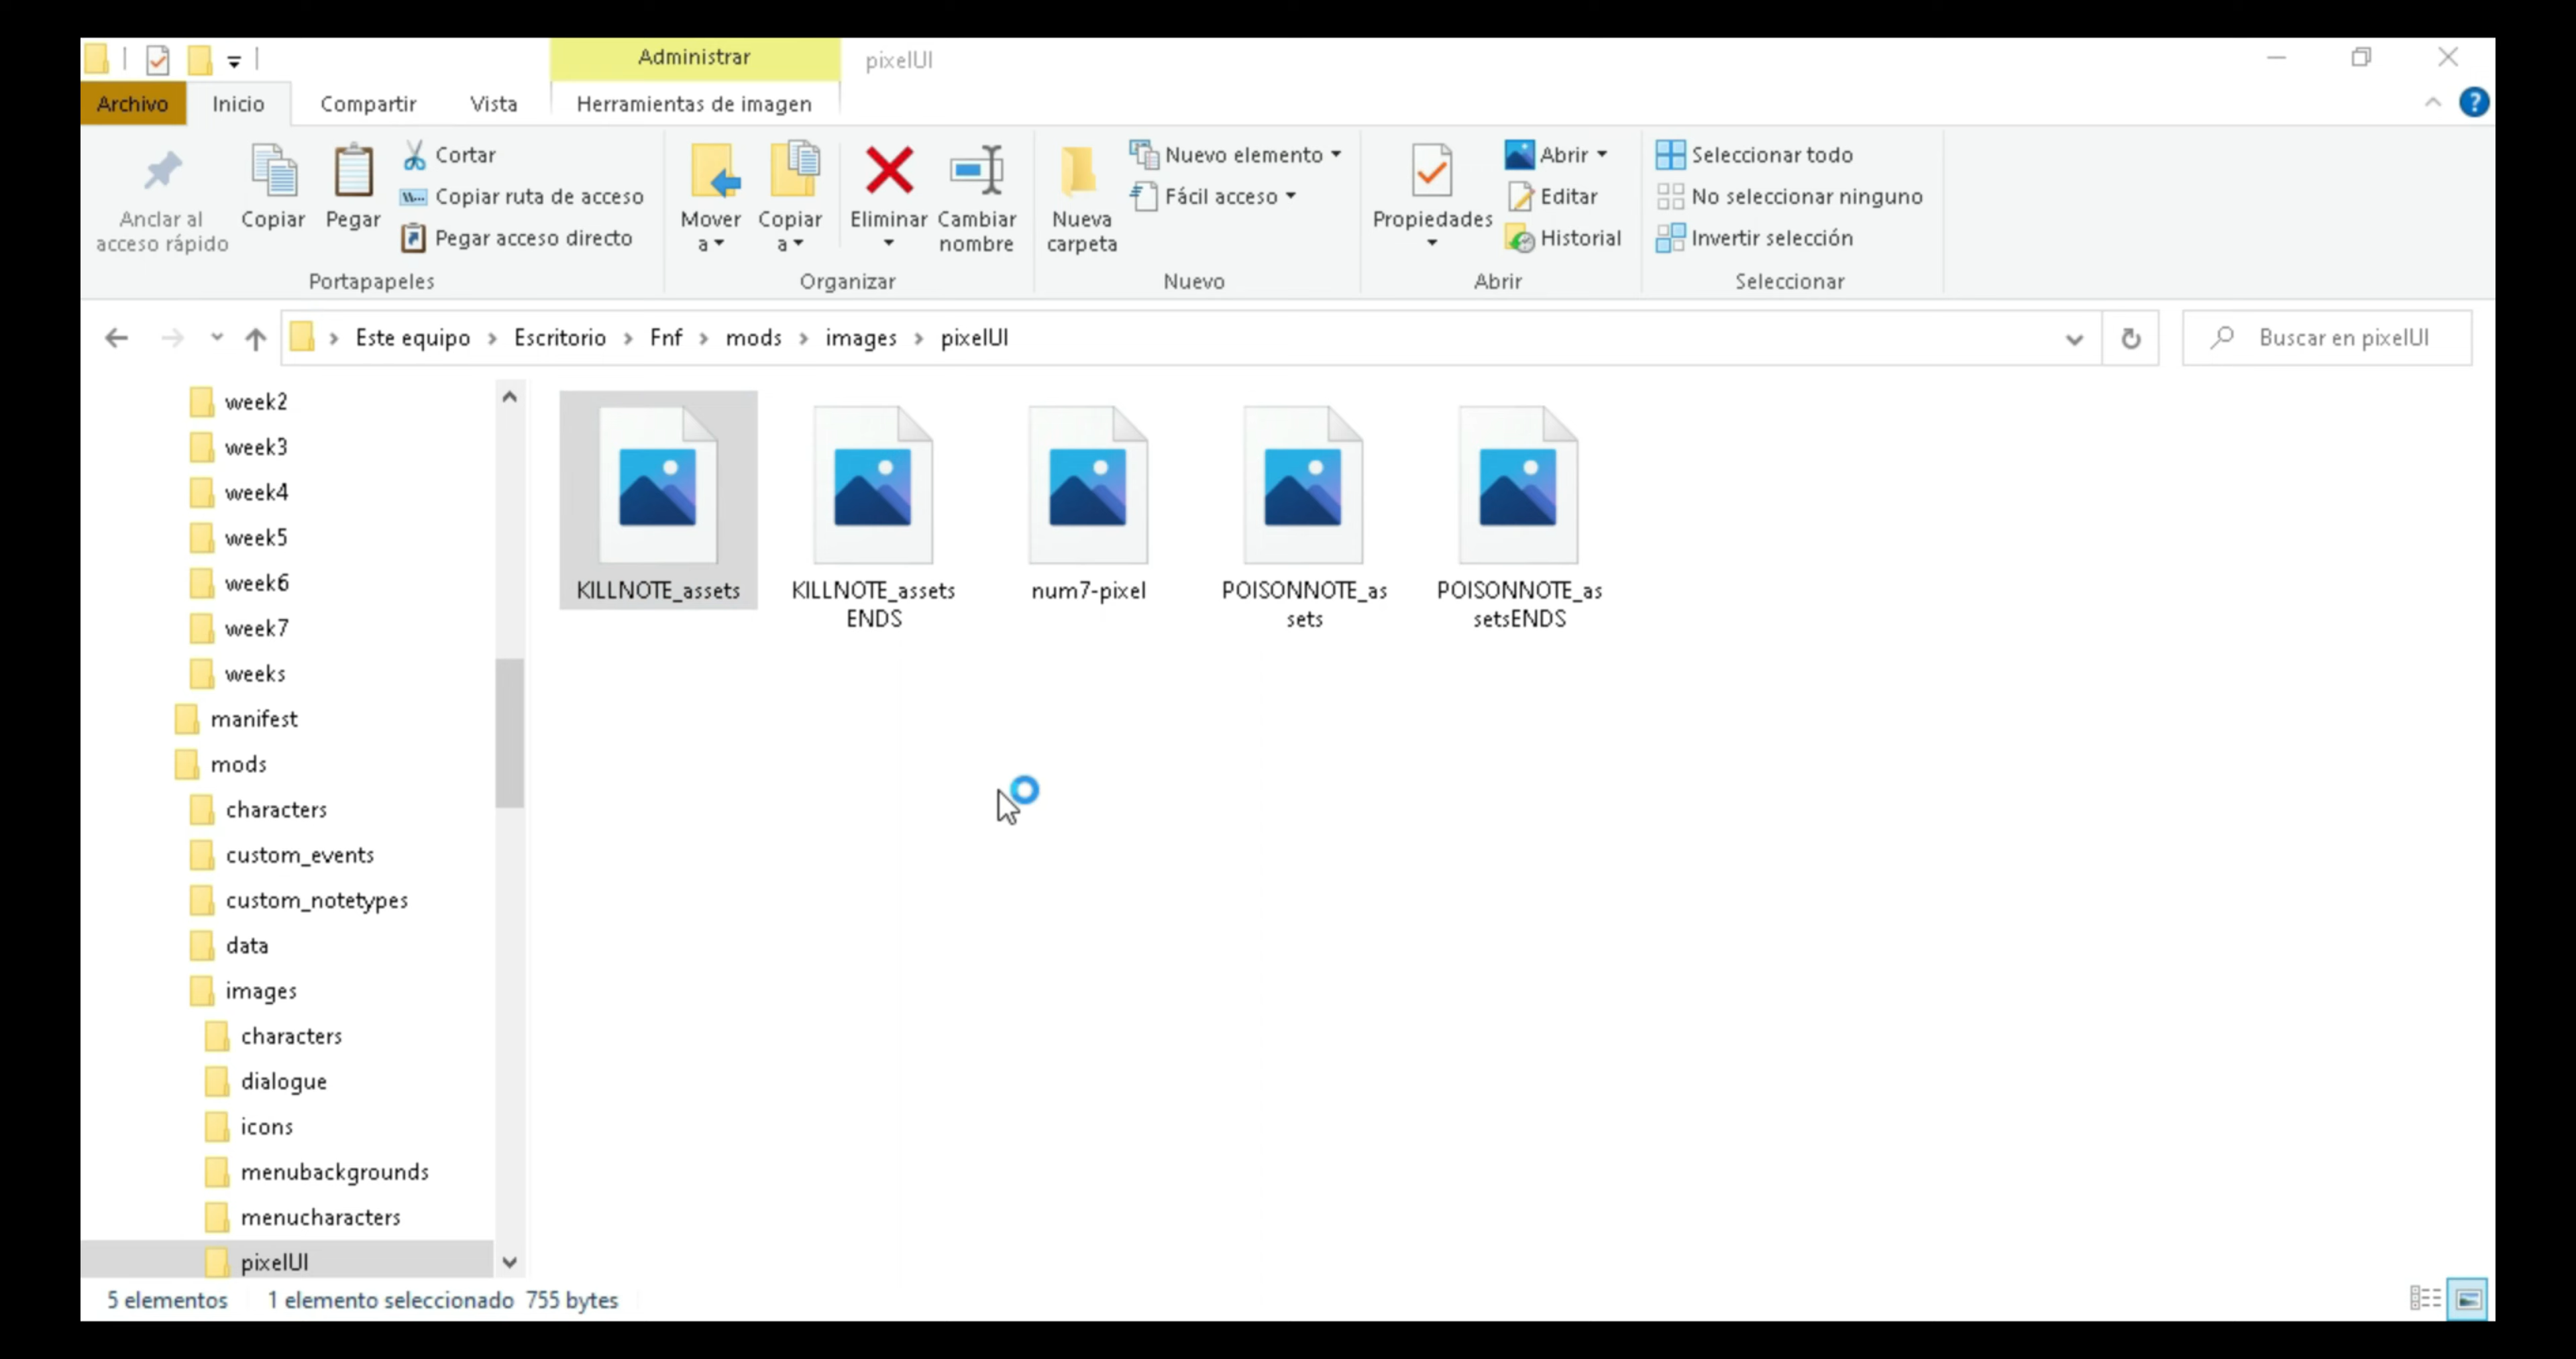 Administrar
pixelUI
Archivo
Inicio
Compartir
Vista
Herramientas de imagen
Anclar al
acceso rápido
Copiar
Pegar
Cortar
Copiar ruta de acceso
Pegar acceso directo
Portapapeles
Mover
a
Copiar
a
Eliminar
Cambiar
nombre
Organizar
Nueva
carpeta
Nuevo elemento
Fácil acceso
Nuevo
Propiedades
Abrir
Editar
Historial
Abrir
Seleccionar todo
No seleccionar ninguno
Invertir selección
Seleccionar
Este equipo > Escritorio > Fnf > mods > images > pixelUI
Buscar en pixelUI
week2
week3
week4
week5
week6
week7
weeks
manifest
mods
characters
custom_events
custom_notetypes
data
images
characters
dialogue
icons
menubackgrounds
menucharacters
pixelUI
KILLNOTE_assets
KILLNOTE_assets
ENDS
num7-pixel
POISONNOTE_as
sets
POISONNOTE_as
setsENDS
5 elementos
1 elemento seleccionado 755 bytes